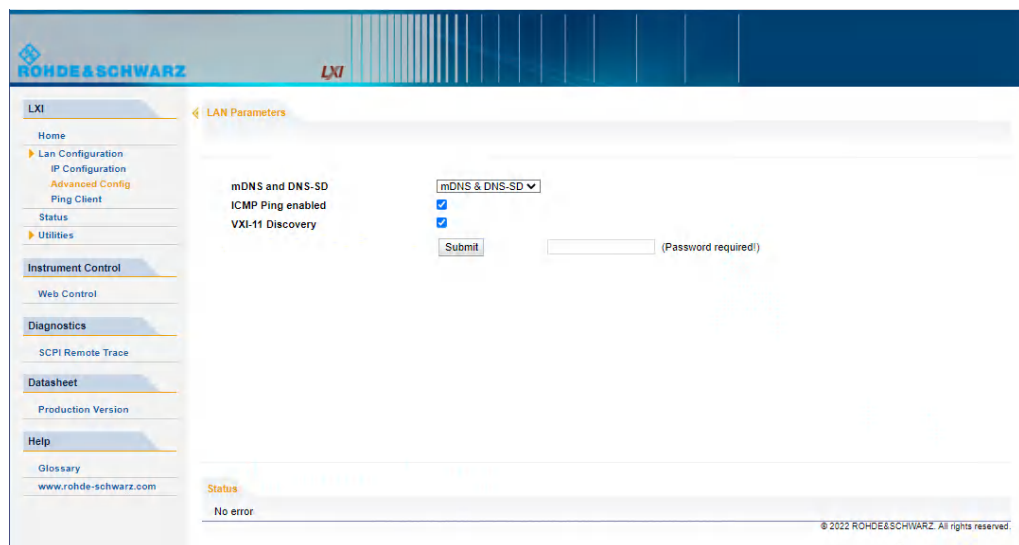 ROHDE&SCHWARZ
LXI
LXI
Home
Lan Configuration
IP Configuration
Advanced Config
Ping Client
Status
Utilities
Instrument Control
Web Control
Diagnostics
SCPI Remote Trace
Datasheet
Production Version
Help
Glossary
www.rohde-schwarz.com
LAN Parameters
mDNS and DNS-SD mDNS & DNS-SD
ICMP Ping enabled
VXI-11 Discovery
Submit (Password required!)
Status
No error
© 2022 ROHDE&SCHWARZ. All rights reserved.